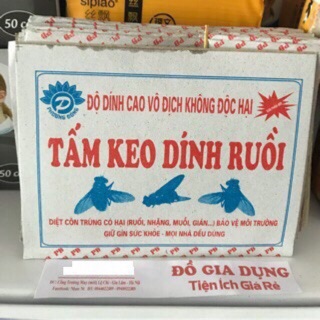 sipiao
50 c
ĐỘ DÍNH CAO VÔ ĐỊCH KHÔNG ĐỘC HẠI
TẤM KEO DÍNH RUỒI
DIỆT CÔN TRÙNG CÓ HẠI (RUỒI, NHẶNG, MUỖI, GIÁN...) BẢO VỆ MÔI TRƯỜNG
GIỮ GÌN SỨC KHỎE - MỌI NHÀ ĐỀU DÙNG
50 c
ĐỒ GIA DỤNG
Tiện Ích Giá Rẻ